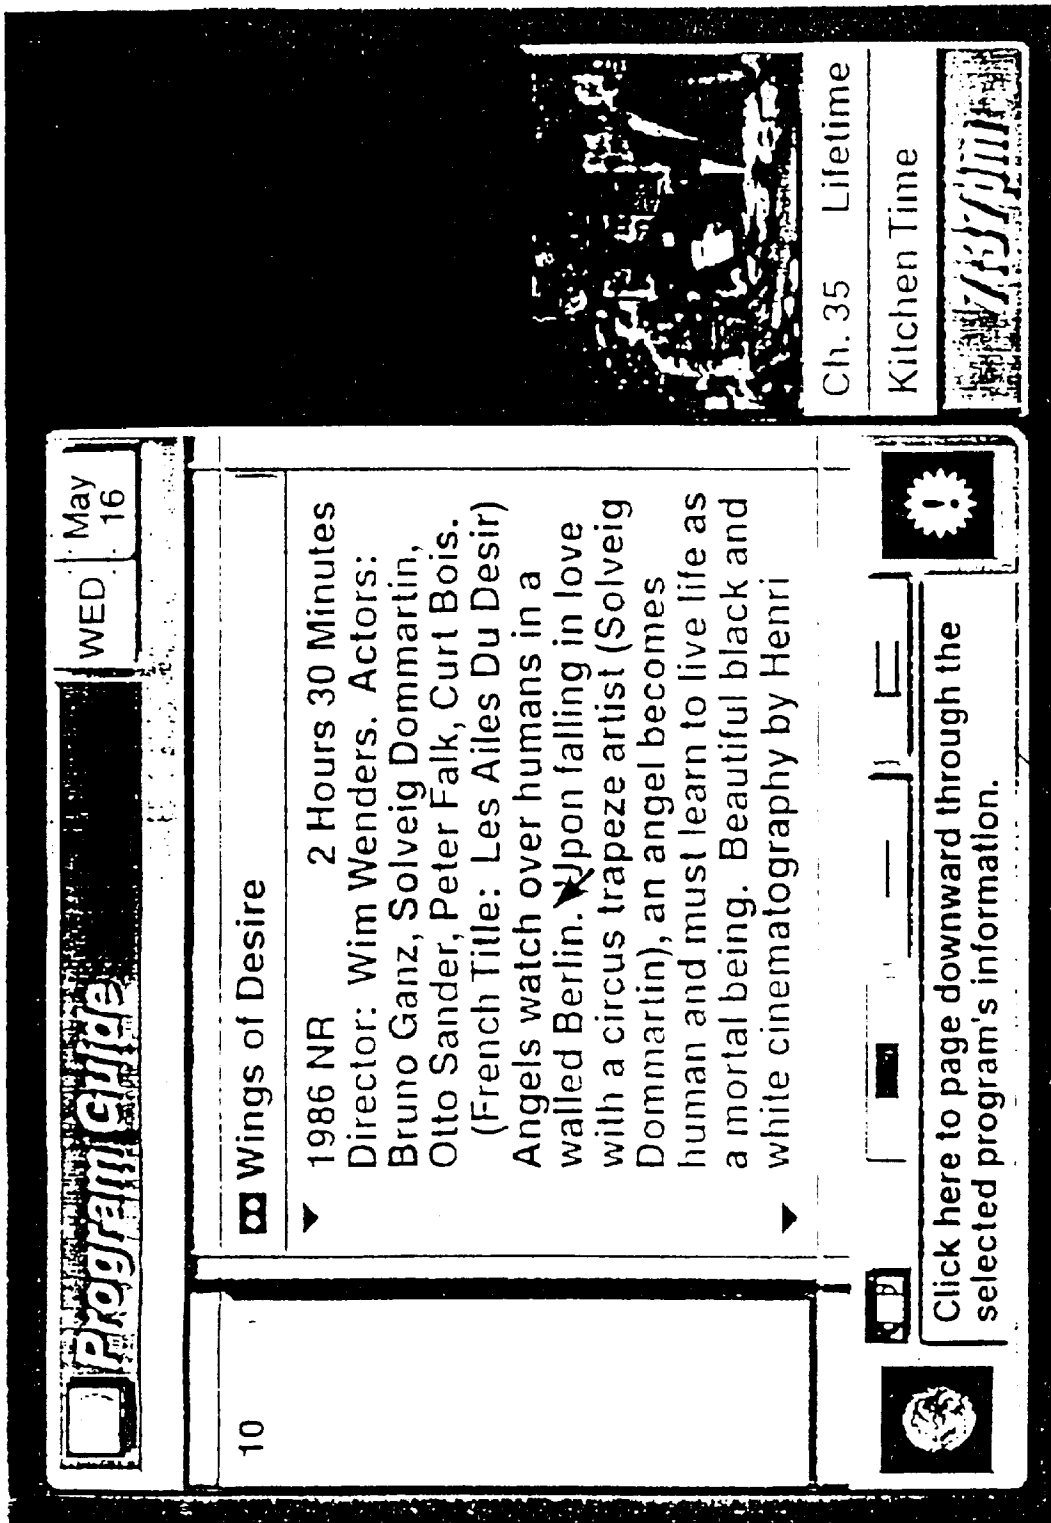 Program Guide
WED.
May
16
10
Wings of Desire
1986 NR 2 Hours 30 Minutes
Director: Wim Wenders. Actors:
Bruno Ganz, Solveig Dommartin,
Otto Sander, Peter Falk, Curt Bois.
(French Title: Les Ailes Du Desir)
Angels watch over humans in a
walled Berlin. Upon falling in love
with a circus trapeze artist (Solveig
Dommartin), an angel becomes
human and must learn to live life as
a mortal being. Beautiful black and
white cinematography by Henri
Click here to page downward through the
selected program's information.
!
Ch. 35 Lifetime
Kitchen Time